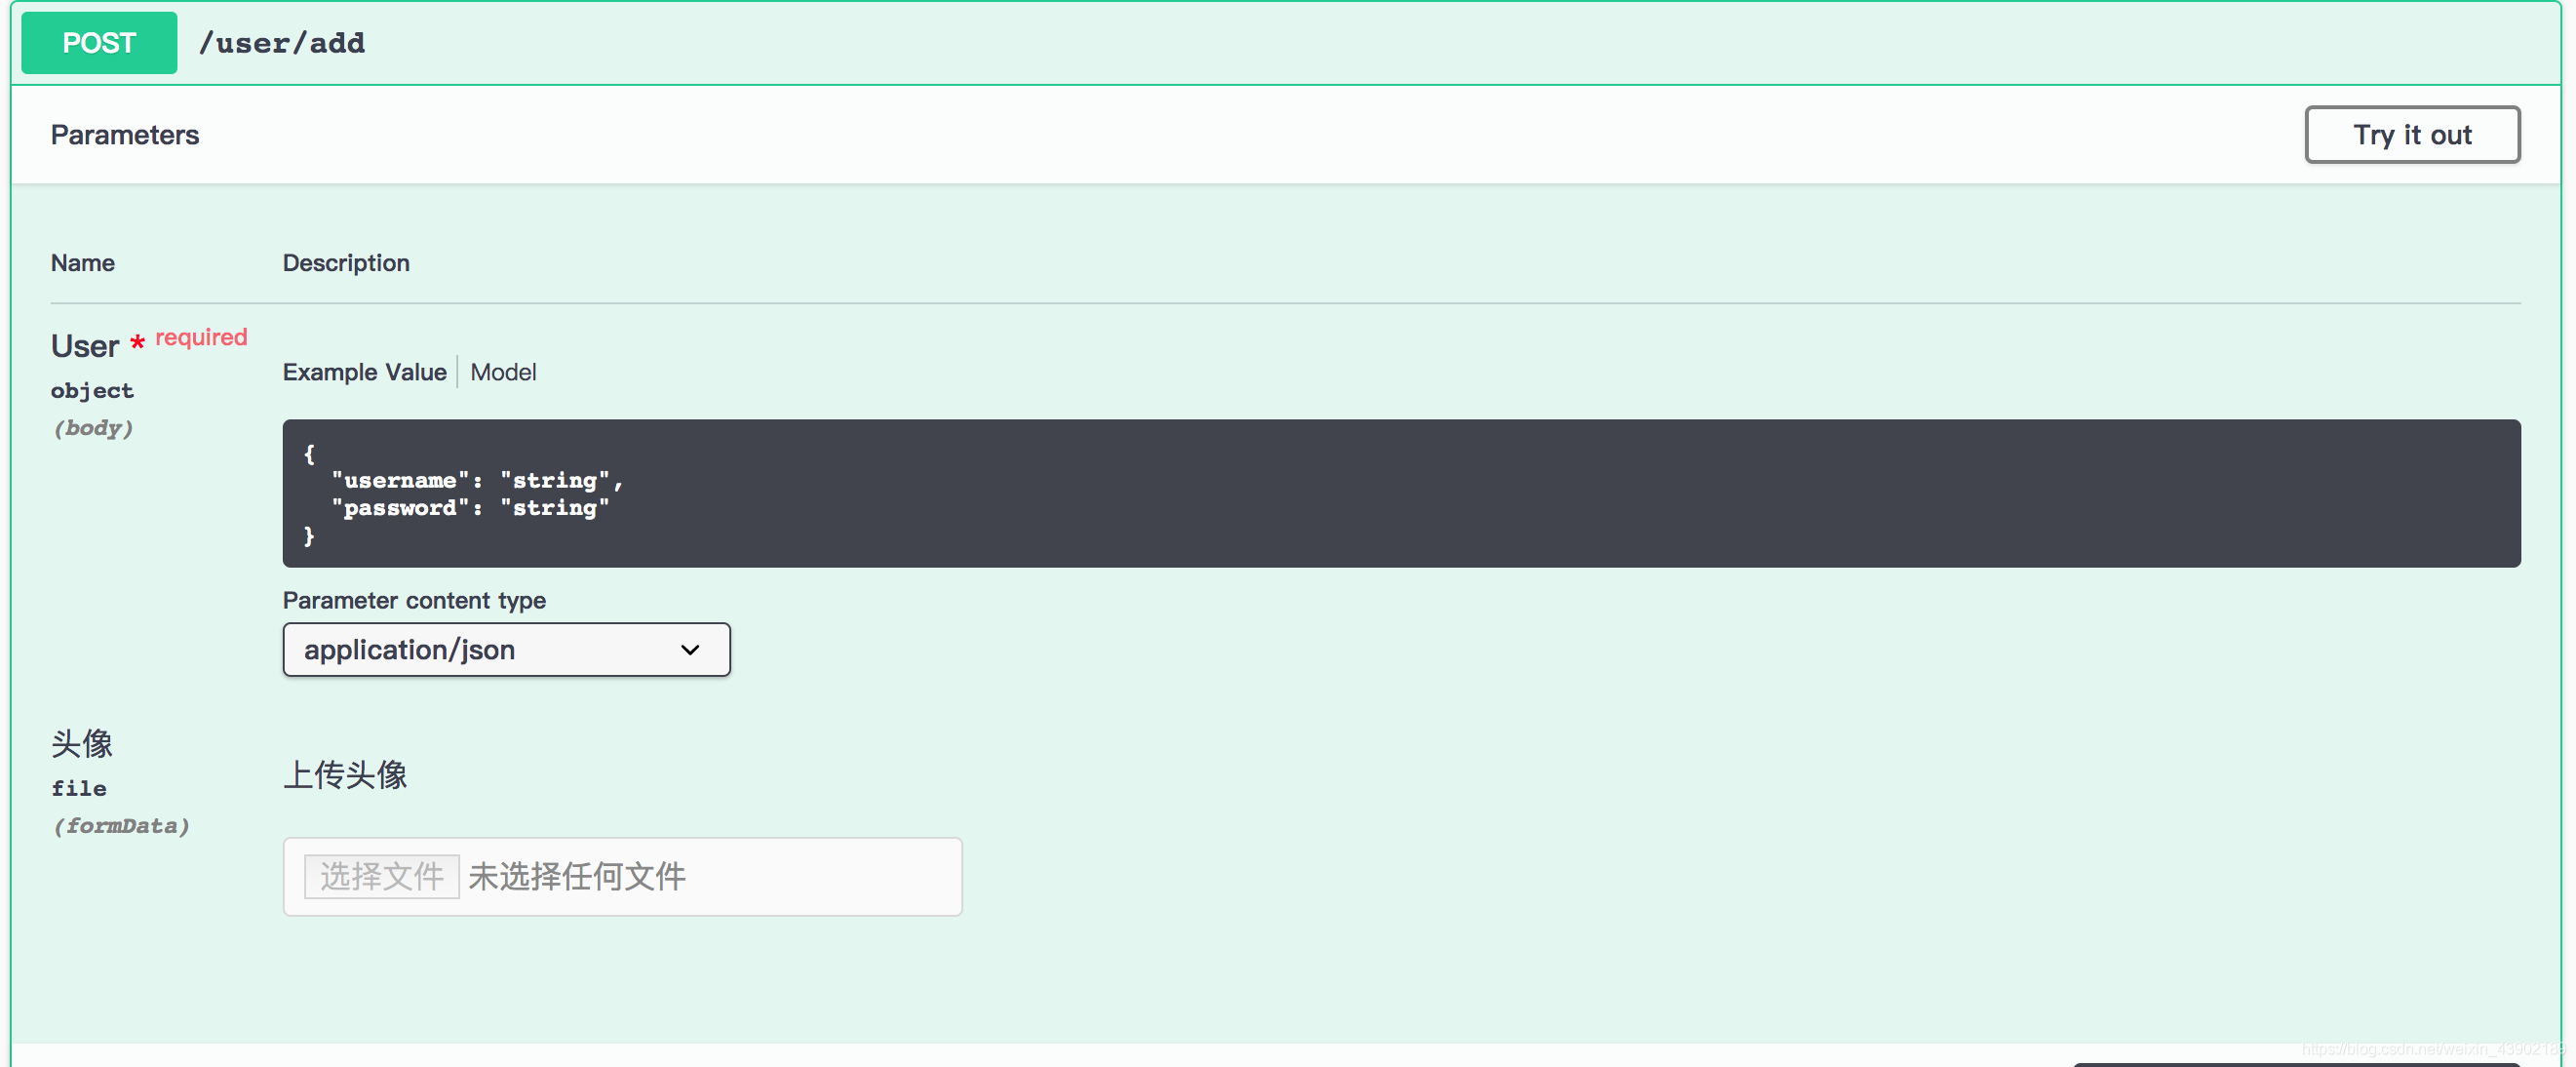 POST /user/add
Parameters
Try it out
Name Description
User * required
object
(body)
Example Value | Model
{
"username": "string",
"password": "string"
}
Parameter content type
application/json
头像
file
(formData)
上传头像
选择文件 未选择任何文件
https://blog.csdn.net/weixin_43902189